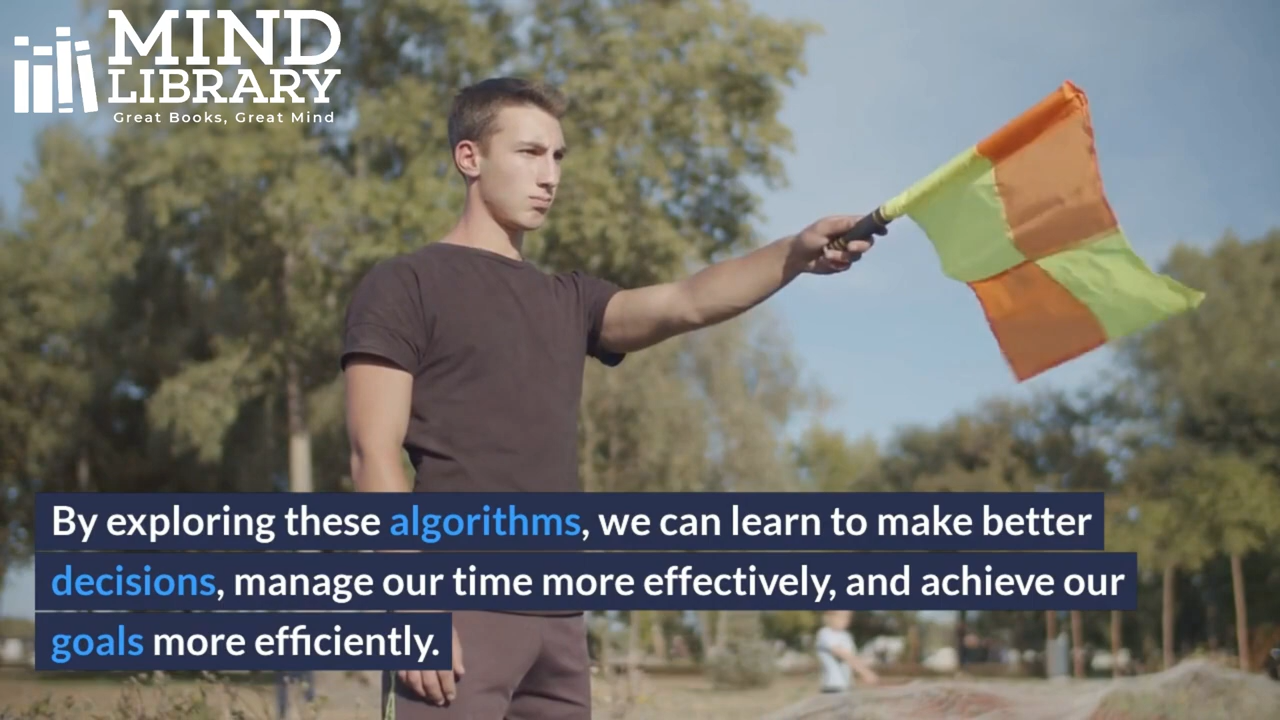 MIND
LIBRARY
Great Books, Great Mind
By exploring these algorithms, we can learn to make better
decisions, manage our time more effectively, and achieve our
goals more efficiently.